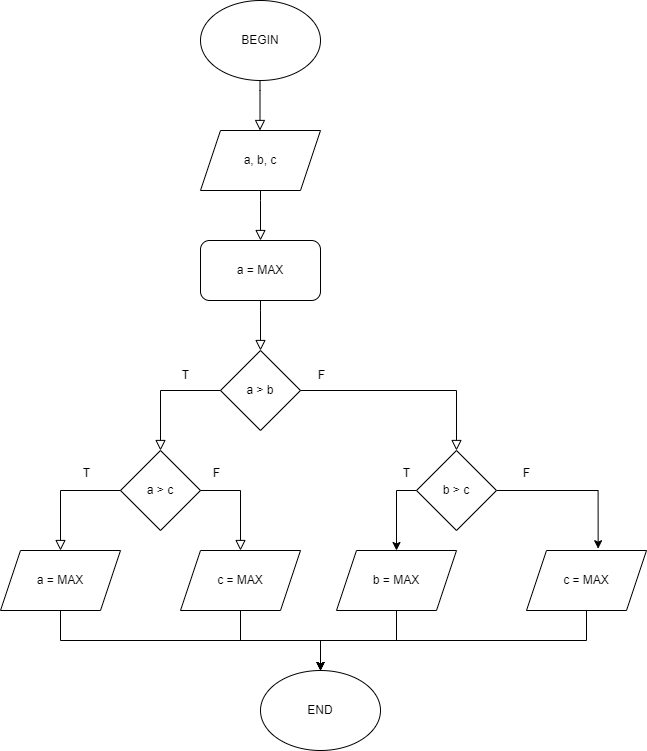 BEGIN
a, b, c
a = MAX
T
F
a > b
T
F
T
F
a > c
b > c
a = MAX
c = MAX
b = MAX
c = MAX
END